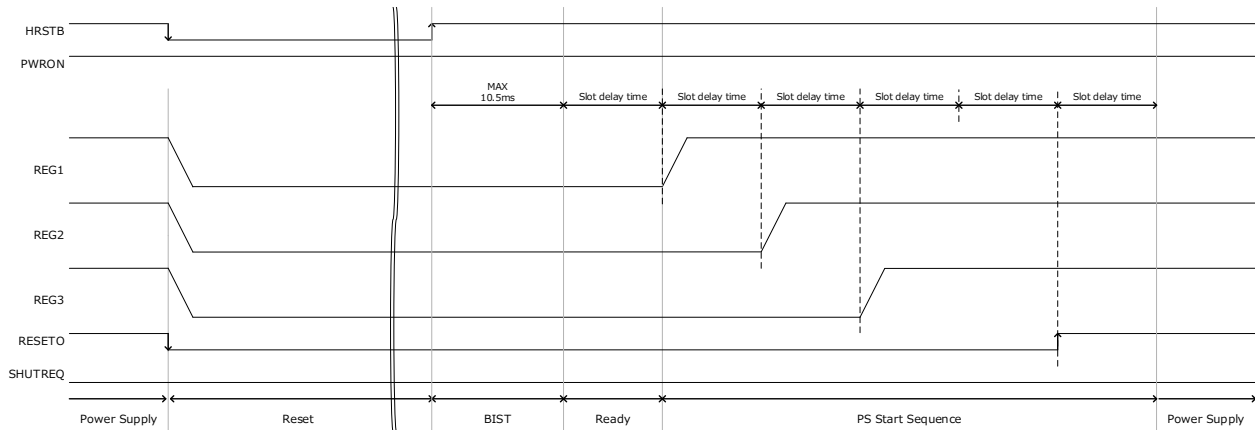 HRSTB
PWRON
MAX
10.5ms
Slot delay time
Slot delay time
Slot delay time
Slot delay time
Slot delay time
Slot delay time
REG1
REG2
REG3
RESETO
SHUTREQ
Power Supply
Reset
BIST
Ready
PS Start Sequence
Power Supply